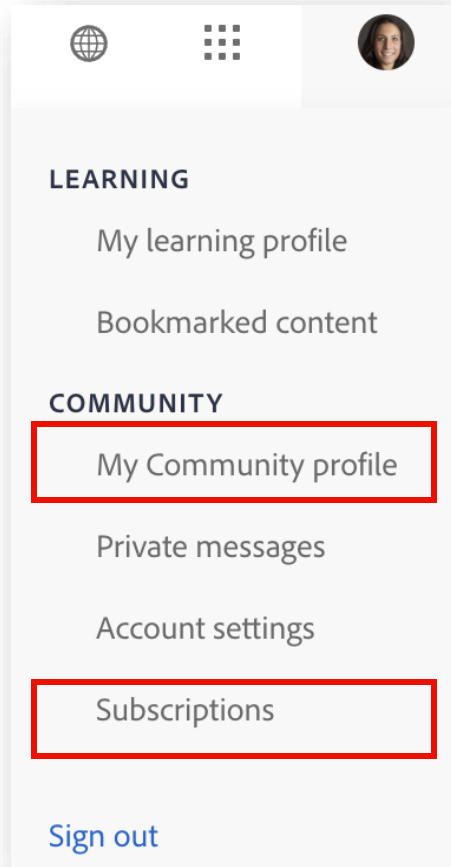 LEARNING
My learning profile
Bookmarked content
COMMUNITY
My Community profile
Private messages
Account settings
Subscriptions
Sign out